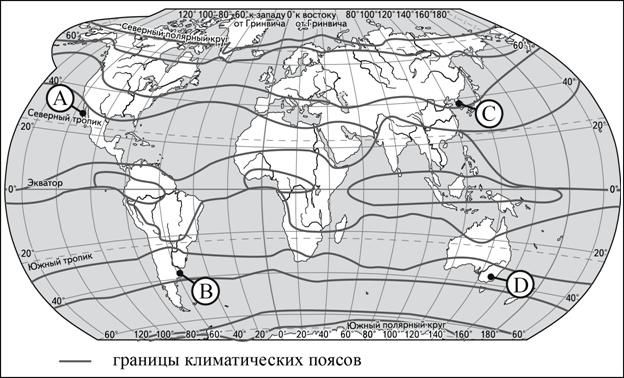 120° 100°-80°-60°к западу 0°к востоку 80°100°120°140°160°180°
от Гринвича от Гринвича
Северный полярный круг
60° 60°
40° 40°
A
C
Северный тропик
20° 20°
Экватор
0° 0°
20° 20°
Южный тропик
B
D
40° 40°
Южный полярный круг
60° 120° 100° 80° 60° 40° 20° 0° 20° 40° 60° 80° 100° 120° 140° 160° 180° 60°
границы климатических поясов